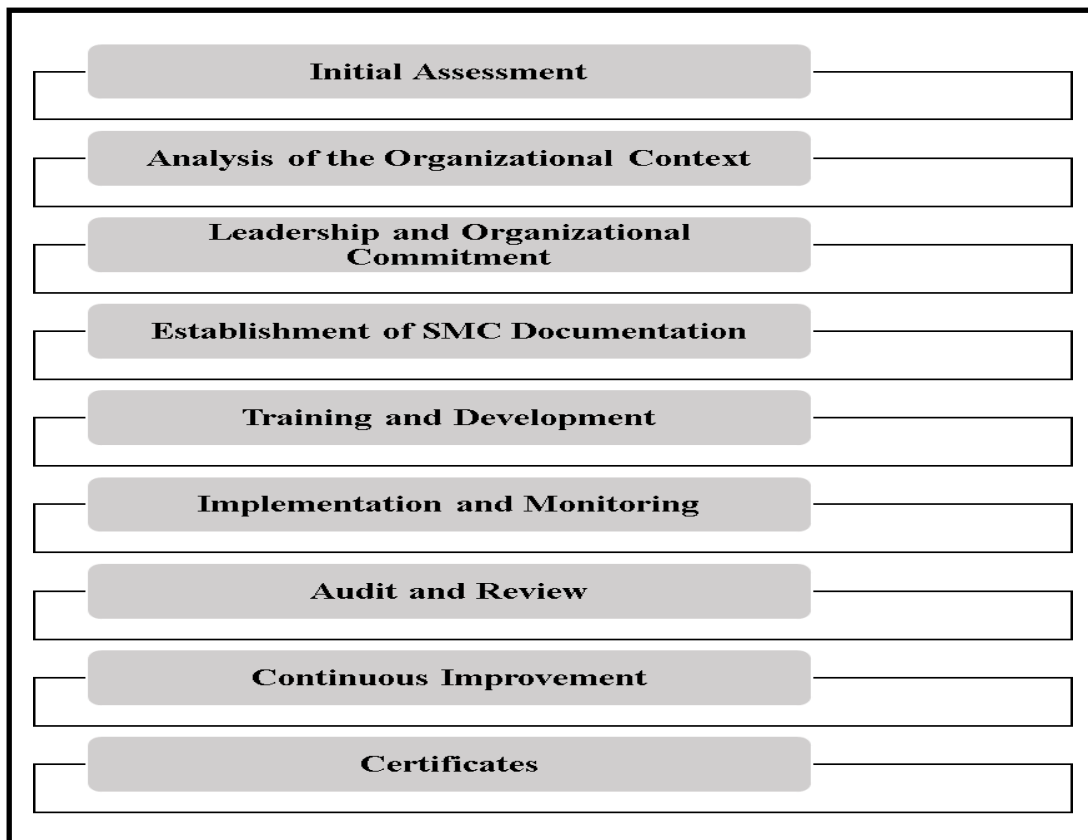 Initial Assessment
Analysis of the Organizational Context
Leadership and Organizational
Commitment
Establishment of SMC Documentation
Training and Development
Implementation and Monitoring
Audit and Review
Continuous Improvement
Certificates